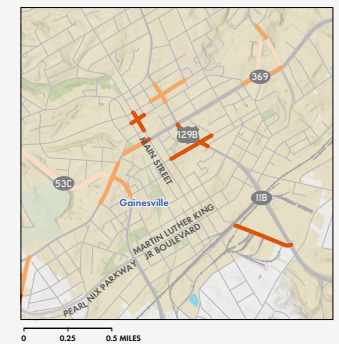 369
129B
MAIN STREET
53C
Gainesville
11B
MARTIN LUTHER KING
JR BOULEVARD
PEARL NIX PARKWAY
0 0.25 0.5 MILES